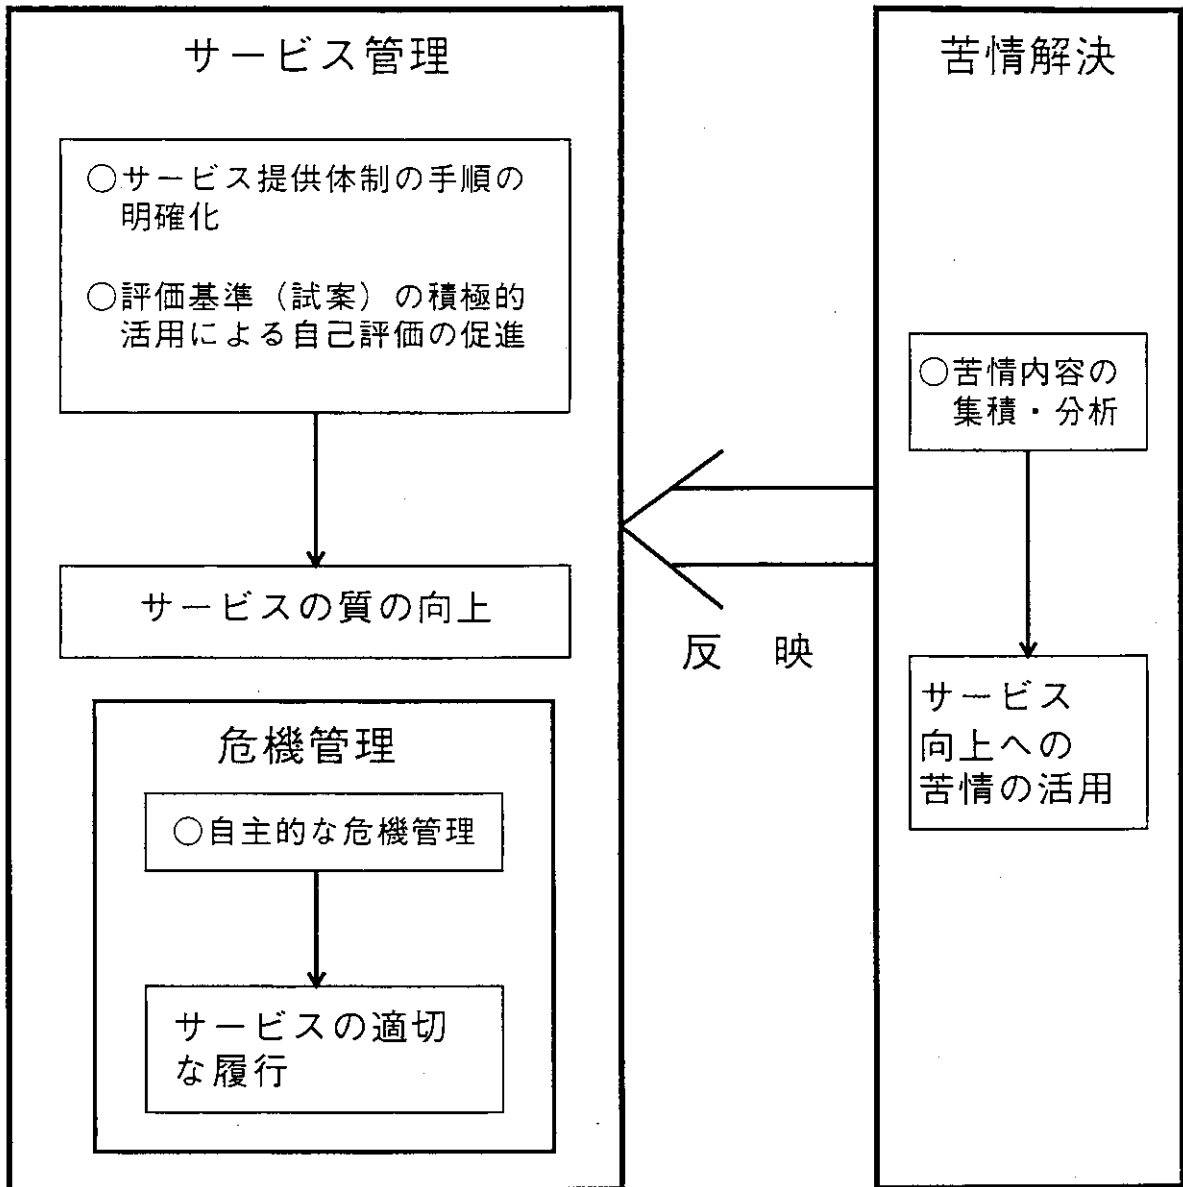 サービス管理
○サービス提供体制の手順の
明確化
○評価基準（試案）の積極的
活用による自己評価の促進
サービスの質の向上
危機管理
○自主的な危機管理
サービスの適切
な履行
反　映
苦情解決
○苦情内容の
集積・分析
サービス
向上への
苦情の活用